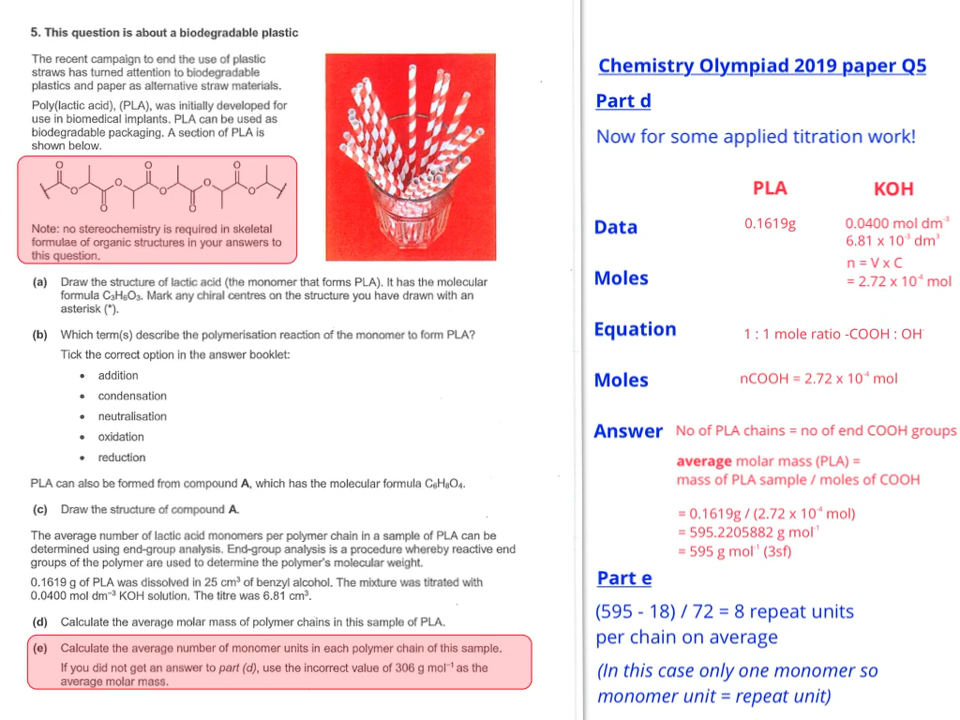 5. This question is about a biodegradable plastic
The recent campaign to end the use of plastic
straws has turned attention to biodegradable
plastics and paper as alternative straw materials.
Poly(lactic acid), (PLA), was initially developed for
use in biomedical implants. PLA can be used as
biodegradable packaging. A section of PLA is
shown below.
O O O
O O O O O
O O
Note: no stereochemistry is required in skeletal
formulae of organic structures in your answers to
this question.
(a) Draw the structure of lactic acid (the monomer that forms PLA). It has the molecular
formula C₃H₆O₃. Mark any chiral centres on the structure you have drawn with an
asterisk (*).
(b) Which term(s) describe the polymerisation reaction of the monomer to form PLA?
Tick the correct option in the answer booklet:
• addition
• condensation
• neutralisation
• oxidation
• reduction
PLA can also be formed from compound A, which has the molecular formula C₆H₈O₄.
(c) Draw the structure of compound A.
The average number of lactic acid monomers per polymer chain in a sample of PLA can be
determined using end-group analysis. End-group analysis is a procedure whereby reactive end
groups of the polymer are used to determine the polymer's molecular weight.
0.1619 g of PLA was dissolved in 25 cm³ of benzyl alcohol. The mixture was titrated with
0.0400 mol dm⁻³ KOH solution. The titre was 6.81 cm³.
(d) Calculate the average molar mass of polymer chains in this sample of PLA.
(e) Calculate the average number of monomer units in each polymer chain of this sample.
If you did not get an answer to part (d), use the incorrect value of 306 g mol⁻¹ as the
average molar mass.
Chemistry Olympiad 2019 paper Q5
Part d
Now for some applied titration work!
PLA KOH
Data 0.1619g 0.0400 mol dm⁻³
6.81 x 10⁻³ dm³
n = V x C
Moles = 2.72 x 10⁻⁴ mol
Equation 1 : 1 mole ratio -COOH : OH⁻
Moles nCOOH = 2.72 x 10⁻⁴ mol
Answer No of PLA chains = no of end COOH groups
average molar mass (PLA) =
mass of PLA sample / moles of COOH
= 0.1619g / (2.72 x 10⁻⁴ mol)
= 595.2205882 g mol⁻¹
= 595 g mol⁻¹ (3sf)
Part e
(595 - 18) / 72 = 8 repeat units
per chain on average
(In this case only one monomer so
monomer unit = repeat unit)